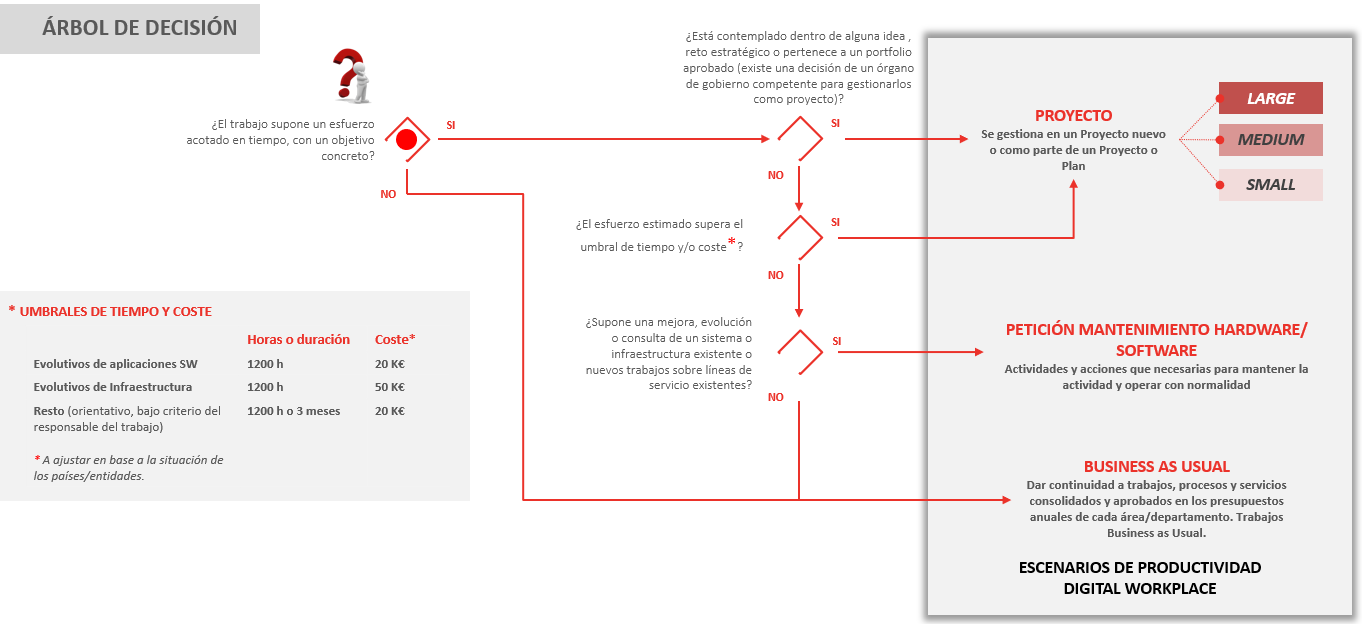 ÁRBOL DE DECISIÓN
¿El trabajo supone un esfuerzo
acotado en tiempo, con un objetivo
concreto?
SI
NO
¿Está contemplado dentro de alguna idea ,
reto estratégico o pertenece a un portfolio
aprobado (existe una decisión de un órgano
de gobierno competente para gestionarlos
como proyecto)?
SI
NO
¿El esfuerzo estimado supera el
umbral de tiempo y/o coste * ?
SI
NO
¿Supone una mejora, evolución
o consulta de un sistema o
infraestructura existente o
nuevos trabajos sobre líneas de
servicio existentes?
SI
NO
PROYECTO
Se gestiona en un Proyecto nuevo
o como parte de un Proyecto o
Plan
LARGE
MEDIUM
SMALL
PETICIÓN MANTENIMIENTO HARDWARE/
SOFTWARE
Actividades y acciones que necesarias para mantener la
actividad y operar con normalidad
BUSINESS AS USUAL
Dar continuidad a trabajos, procesos y servicios
consolidados y aprobados en los presupuestos
anuales de cada área/departamento. Trabajos
Business as Usual.
ESCENARIOS DE PRODUCTIVIDAD
DIGITAL WORKPLACE
* UMBRALES DE TIEMPO Y COSTE
Horas o duración Coste*
Evolutivos de aplicaciones SW 1200 h 20 K€
Evolutivos de Infraestructura 1200 h 50 K€
Resto (orientativo, bajo criterio del 1200 h o 3 meses 20 K€
responsable del trabajo)
* A ajustar en base a la situación de
los países/entidades.